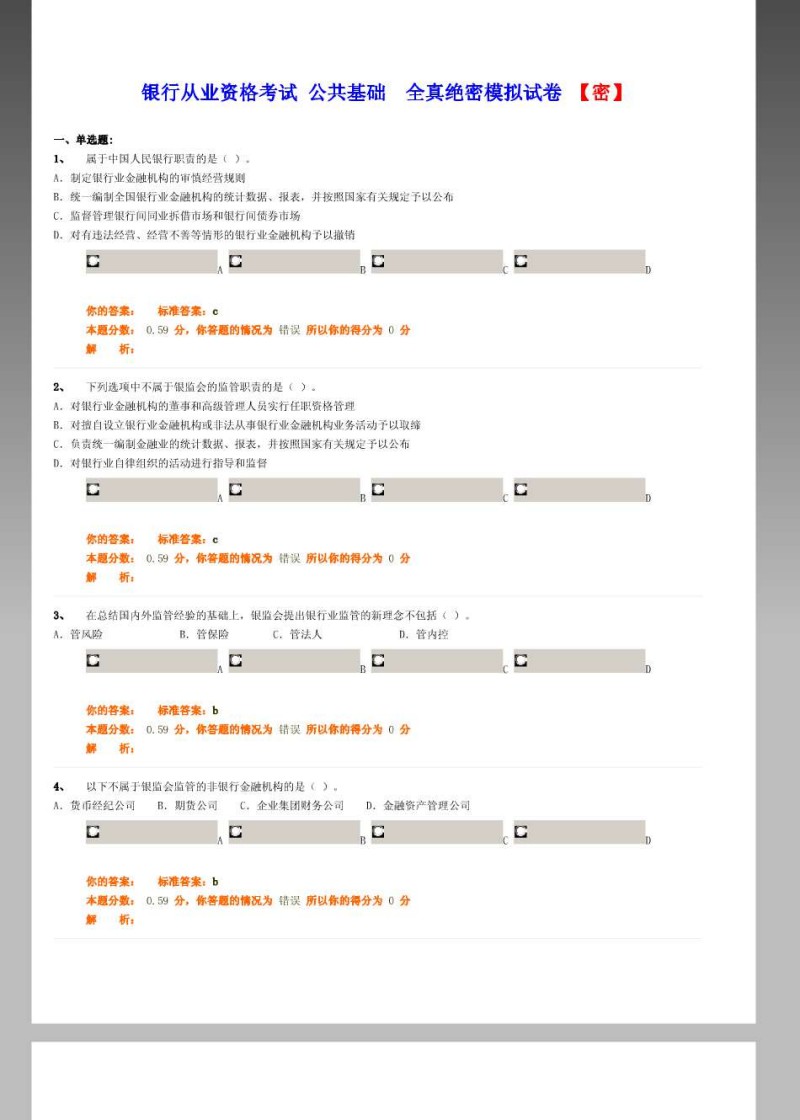 银行从业资格考试 公共基础 全真绝密模拟试卷 【密】
一、单选题：
1、 属于中国人民银行职责的是（ ）。
A．制定银行业金融机构的审慎经营规则
B．统一编制全国银行业金融机构的统计数据、报表，并按照国家有关规定予以公布
C．监督管理银行间同业拆借市场和银行间债券市场
D．对有违法经营、经营不善等情形的银行业金融机构予以撤销
A B C D
你的答案： 标准答案：c
本题分数： 0.59 分，你答题的情况为 错误 所以你的得分为 0 分
解 析：
2、 下列选项中不属于银监会的监管职责的是（ ）。
A．对银行业金融机构的董事和高级管理人员实行任职资格管理
B．对擅自设立银行业金融机构或非法从事银行业金融机构业务活动予以取缔
C．负责统一编制金融业的统计数据、报表，并按照国家有关规定予以公布
D．对银行业自律组织的活动进行指导和监督
A B C D
你的答案： 标准答案：c
本题分数： 0.59 分，你答题的情况为 错误 所以你的得分为 0 分
解 析：
3、 在总结国内外监管经验的基础上，银监会提出银行业监管的新理念不包括（ ）。
A．管风险 B．管保险 C．管法人 D．管内控
A B C D
你的答案： 标准答案：b
本题分数： 0.59 分，你答题的情况为 错误 所以你的得分为 0 分
解 析：
4、 以下不属于银监会监管的非银行金融机构的是（ ）。
A．货币经纪公司 B．期货公司 C．企业集团财务公司 D．金融资产管理公司
A B C D
你的答案： 标准答案：b
本题分数： 0.59 分，你答题的情况为 错误 所以你的得分为 0 分
解 析：